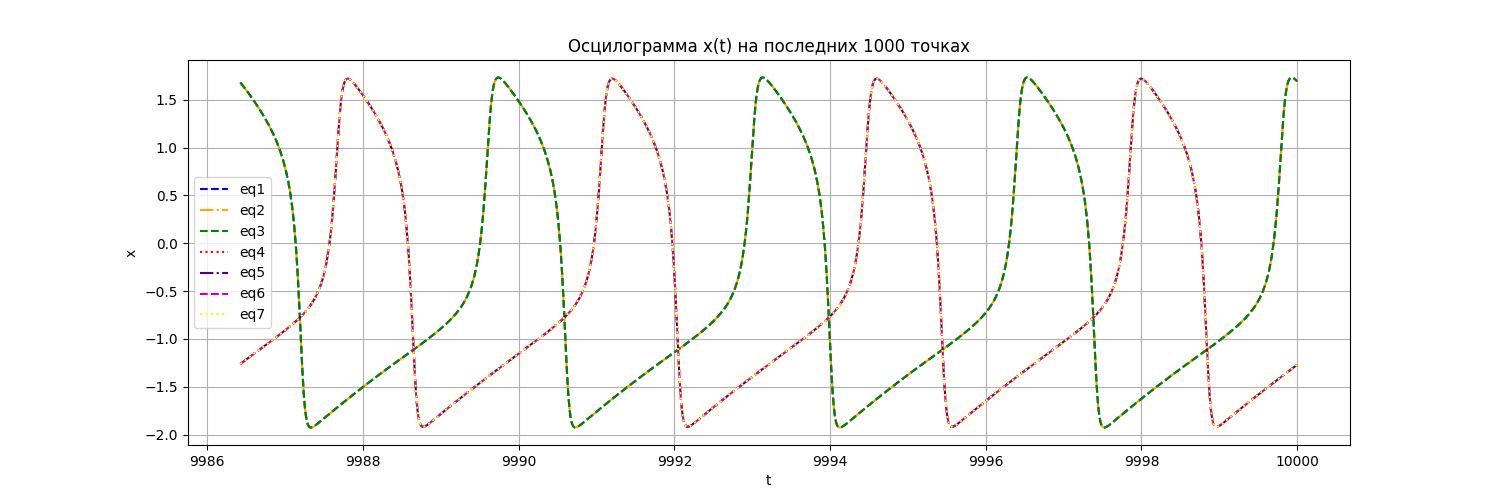 Осцилограмма x(t) на последних 1000 точках
x
1.5
1.0
0.5
0.0
−0.5
−1.0
−1.5
−2.0
eq1
eq2
eq3
eq4
eq5
eq6
eq7
9986
9988
9990
9992
9994
9996
9998
10000
t